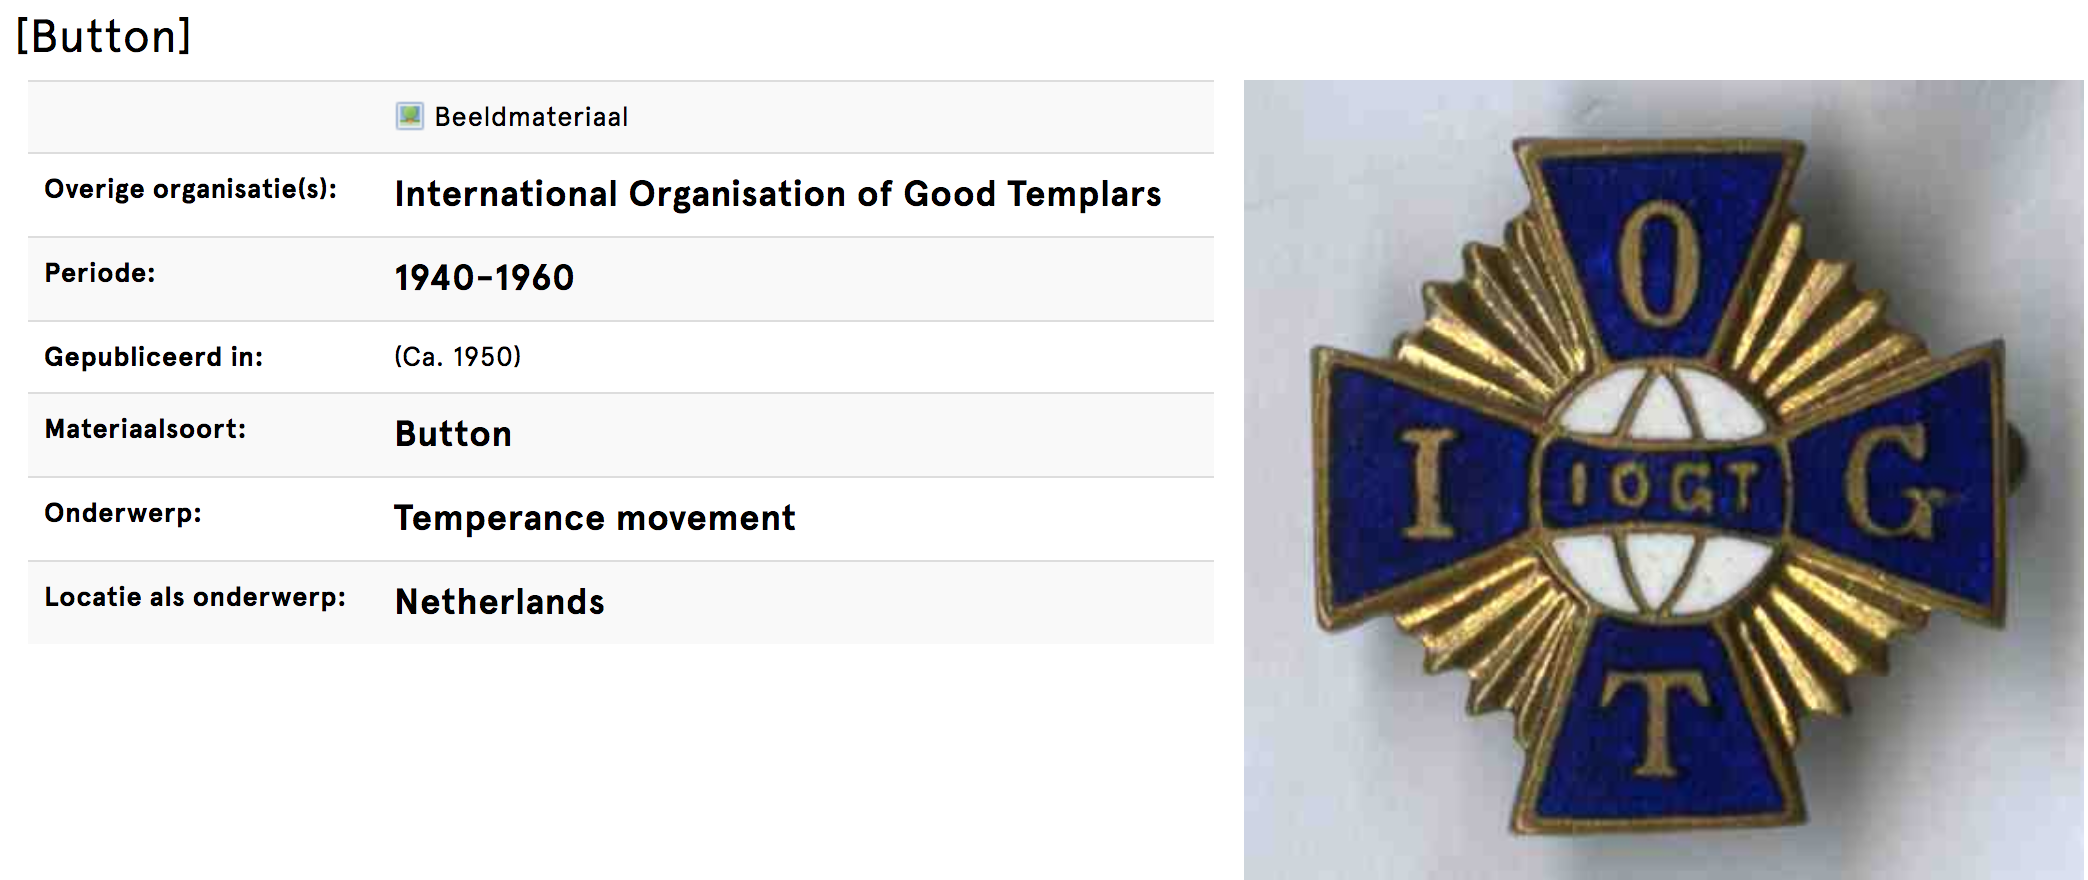 [Button]
Beeldmateriaal
Overige organisatie(s): International Organisation of Good Templars
Periode: 1940-1960
Gepubliceerd in: (Ca. 1950)
Materiaalsoort: Button
Onderwerp: Temperance movement
Locatie als onderwerp: Netherlands
O
I IOGT G
T